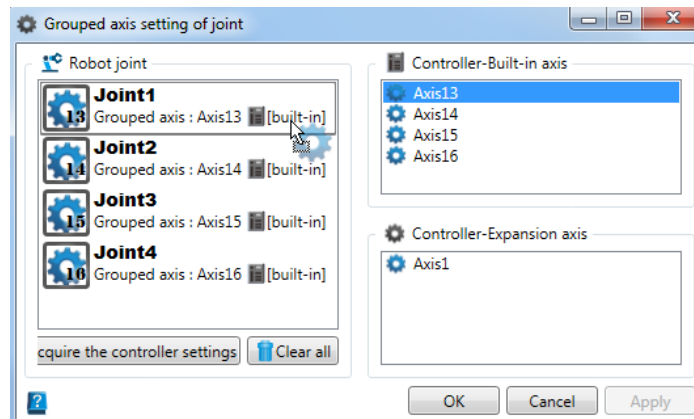 Grouped axis setting of joint
Robot joint
13
Joint1
Grouped axis : Axis13 [built-in]
14
Joint2
Grouped axis : Axis14 [built-in]
15
Joint3
Grouped axis : Axis15 [built-in]
16
Joint4
Grouped axis : Axis16 [built-in]
cquire the controller settings
Clear all
Controller-Built-in axis
Axis13
Axis14
Axis15
Axis16
Controller-Expansion axis
Axis1
?
OK
Cancel
Apply